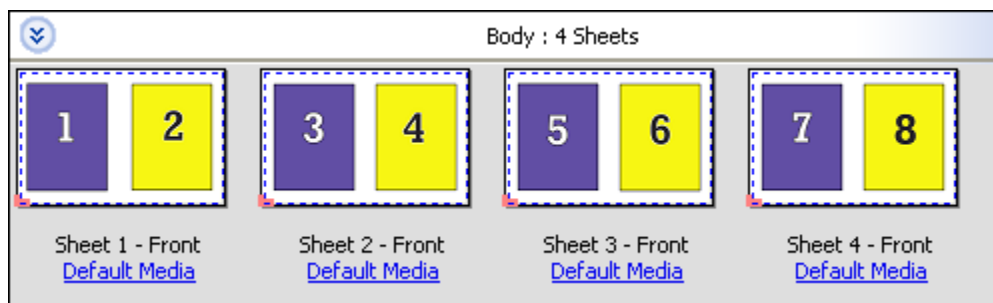 Body : 4 Sheets
1 2 3 4 5 6 7 8
Sheet 1 - Front Sheet 2 - Front Sheet 3 - Front Sheet 4 - Front
Default Media Default Media Default Media Default Media